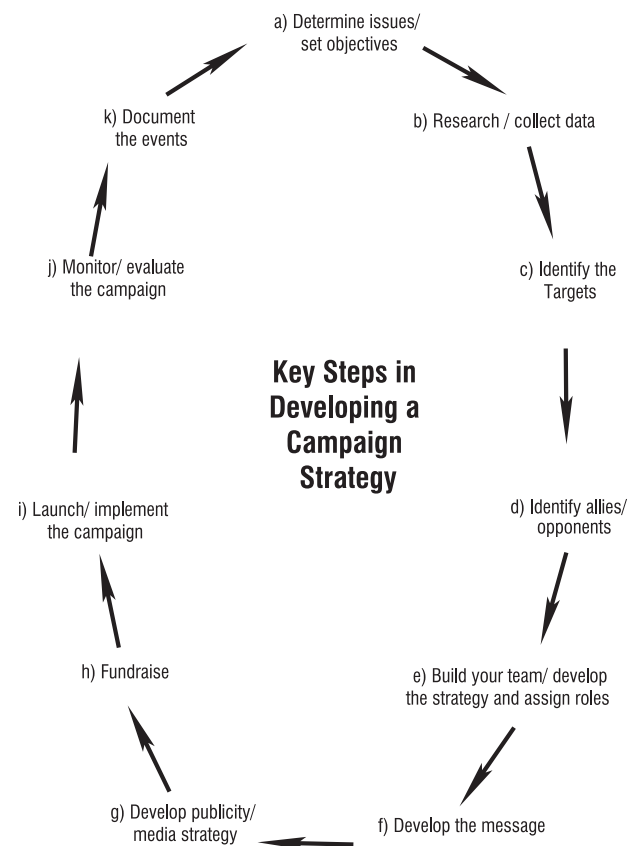 a) Determine issues/
set objectives
b) Research / collect data
c) Identify the
Targets
d) Identify allies/
opponents
e) Build your team/ develop
the strategy and assign roles
f) Develop the message
g) Develop publicity/
media strategy
h) Fundraise
i) Launch/ implement
the campaign
j) Monitor/ evaluate
the campaign
k) Document
the events
Key Steps in
Developing a
Campaign
Strategy